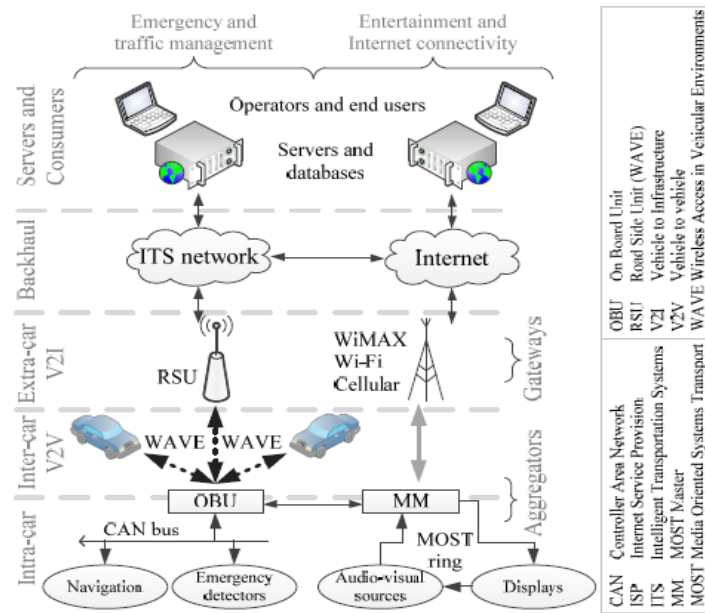 Emergency and
traffic management
Entertainment and
Internet connectivity
Servers and
Consumers
Operators and end users
Servers and
databases
Backhaul
ITS network
Internet
Extra-car
V2I
RSU
WiMAX
Wi-Fi
Cellular
Gateways
Inter-car
V2V
WAVE
WAVE
Aggregators
Intra-car
OBU
MM
CAN bus
MOST
ring
Navigation
Emergency
detectors
Audio-visual
sources
Displays
OBU On Board Unit
RSU Road Side Unit (WAVE)
V2I Vehicle to Infrastructure
V2V Vehicle to vehicle
WAVE Wireless Access in Vehicular Environments
CAN Controller Area Network
ISP Internet Service Provision
ITS Intelligent Transportation Systems
MM MOST Master
MOST Media Oriented Systems Transport